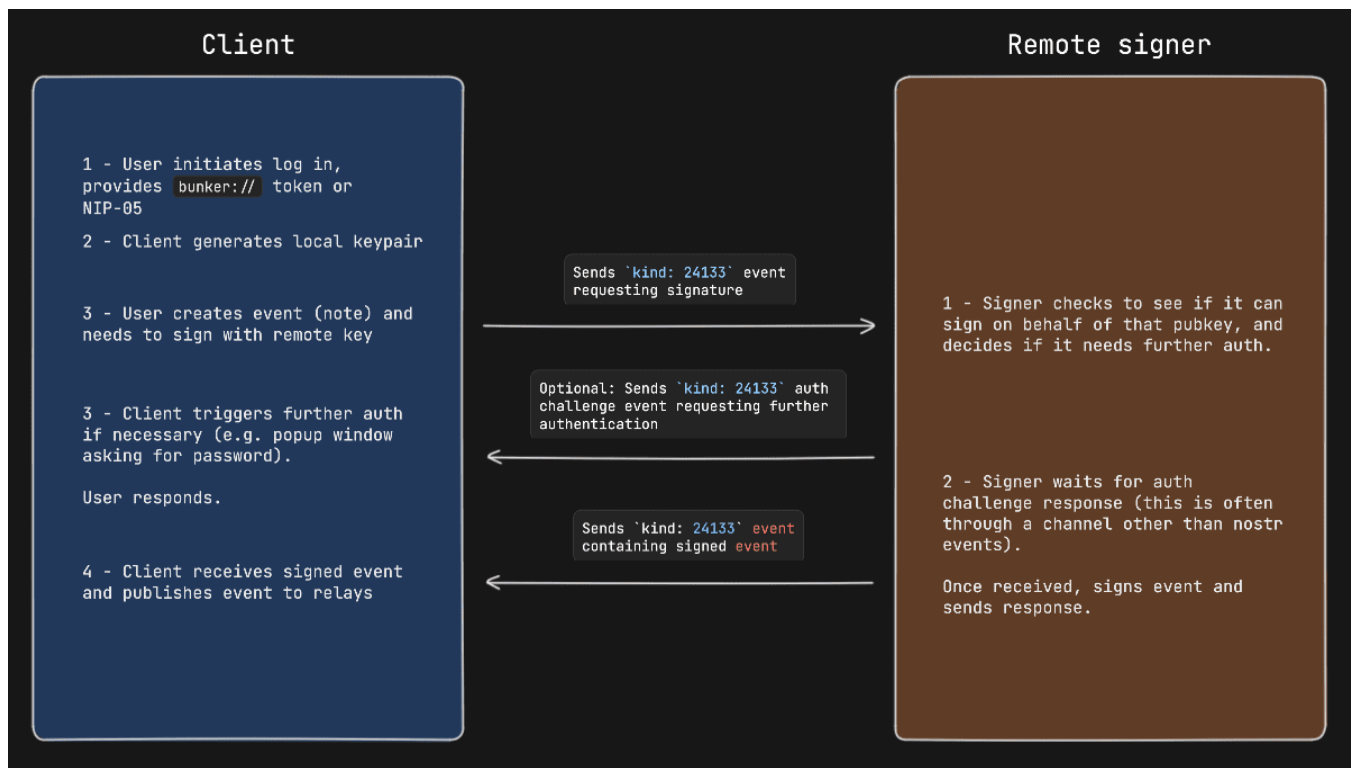 Client
Remote signer
1 - User initiates log in,
provides bunker:// token or
NIP-05
2 - Client generates local keypair
3 - User creates event (note) and
needs to sign with remote key
3 - Client triggers further auth
if necessary (e.g. popup window
asking for password).
User responds.
4 - Client receives signed event
and publishes event to relays
Sends `kind: 24133` event
requesting signature
Optional: Sends `kind: 24133` auth
challenge event requesting further
authentication
Sends `kind: 24133` event
containing signed event
1 - Signer checks to see if it can
sign on behalf of that pubkey, and
decides if it needs further auth.
2 - Signer waits for auth
challenge response (this is often
through a channel other than nostr
events).
Once received, signs event and
sends response.